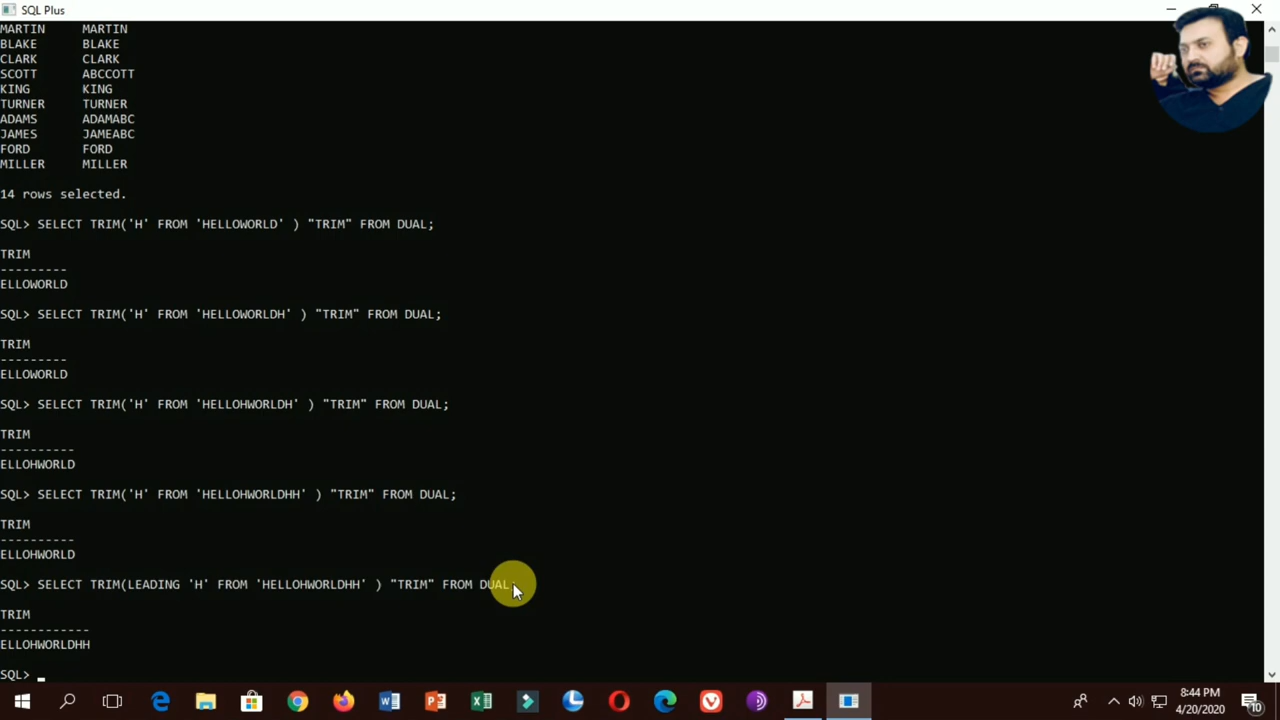 SQL Plus
MARTIN MARTIN
BLAKE BLAKE
CLARK CLARK
SCOTT ABCCOTT
KING KING
TURNER TURNER
ADAMS ADAMABC
JAMES JAMEABC
FORD FORD
MILLER MILLER
14 rows selected.
SQL> SELECT TRIM('H' FROM 'HELLOWORLD' ) "TRIM" FROM DUAL;
TRIM
---------
ELLOWORLD
SQL> SELECT TRIM('H' FROM 'HELLOWORLDH' ) "TRIM" FROM DUAL;
TRIM
---------
ELLOWORLD
SQL> SELECT TRIM('H' FROM 'HELLOHWORLDH' ) "TRIM" FROM DUAL;
TRIM
----------
ELLOHWORLD
SQL> SELECT TRIM('H' FROM 'HELLOHWORLDHH' ) "TRIM" FROM DUAL;
TRIM
----------
ELLOHWORLD
SQL> SELECT TRIM(LEADING 'H' FROM 'HELLOHWORLDHH' ) "TRIM" FROM DUAL;
TRIM
------------
ELLOHWORLDHH
SQL>
8:44 PM
4/20/2020
10